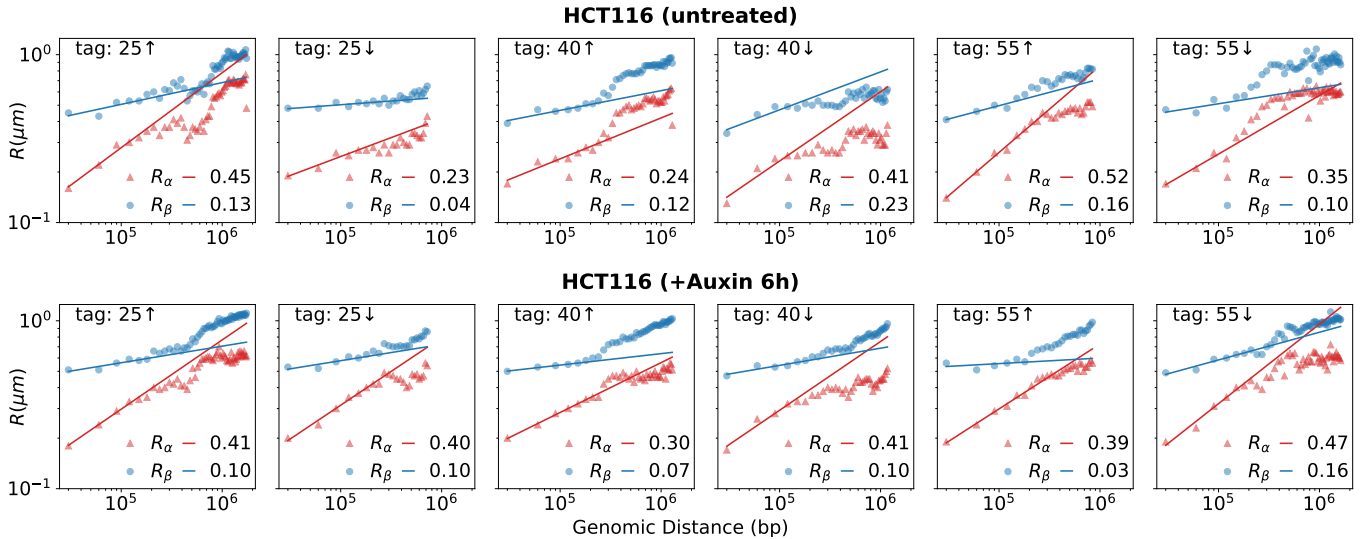 HCT116 (untreated)
tag: 25↑ tag: 25↓ tag: 40↑ tag: 40↓ tag: 55↑ tag: 55↓
10⁰
R(μm)
Rα — 0.45 Rα — 0.23 Rα — 0.24 Rα — 0.41 Rα — 0.52 Rα — 0.35
Rβ — 0.13 Rβ — 0.04 Rβ — 0.12 Rβ — 0.23 Rβ — 0.16 Rβ — 0.10
10⁻¹
10⁵ 10⁶ 10⁵ 10⁶ 10⁵ 10⁶ 10⁵ 10⁶ 10⁵ 10⁶ 10⁵ 10⁶
HCT116 (+Auxin 6h)
tag: 25↑ tag: 25↓ tag: 40↑ tag: 40↓ tag: 55↑ tag: 55↓
10⁰
R(μm)
Rα — 0.41 Rα — 0.40 Rα — 0.30 Rα — 0.41 Rα — 0.39 Rα — 0.47
Rβ — 0.10 Rβ — 0.10 Rβ — 0.07 Rβ — 0.10 Rβ — 0.03 Rβ — 0.16
10⁻¹
10⁵ 10⁶ 10⁵ 10⁶ 10⁵ 10⁶ 10⁵ 10⁶ 10⁵ 10⁶ 10⁵ 10⁶
Genomic Distance (bp)